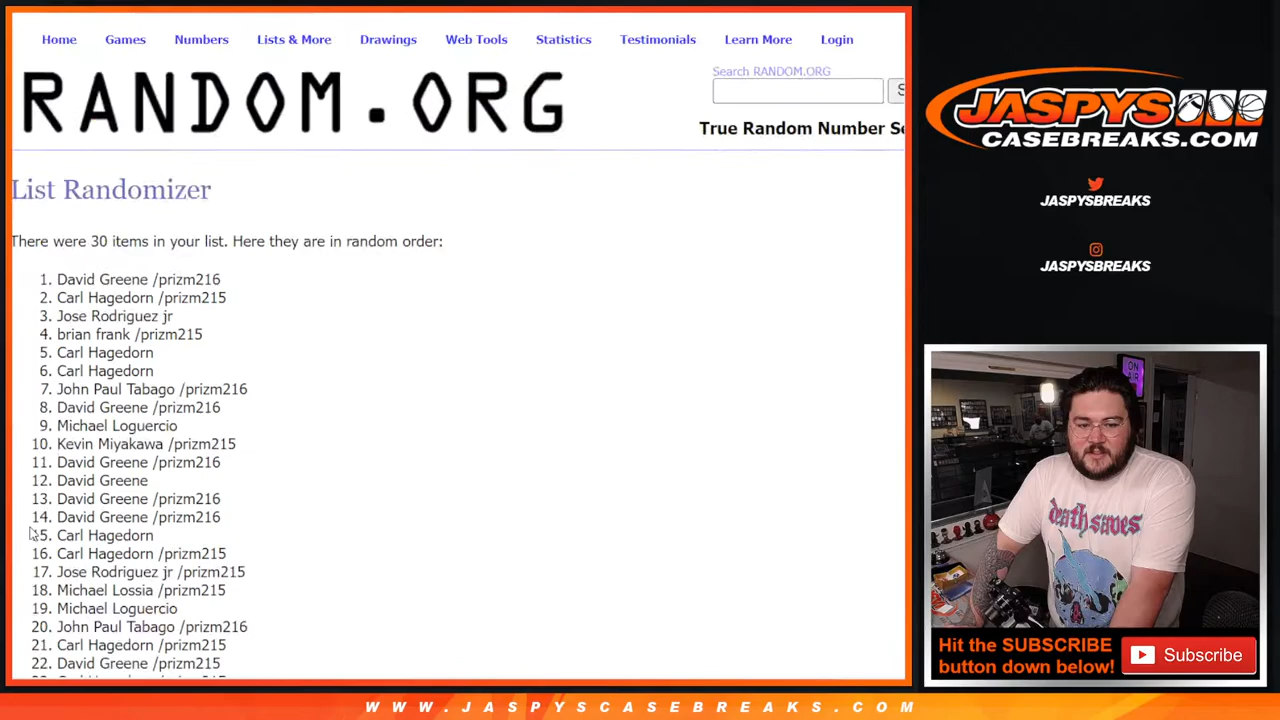 Home Games Numbers Lists & More Drawings Web Tools Statistics Testimonials Learn More Login
RANDOM.ORG
Search RANDOM.ORG
S
True Random Number Se
List Randomizer
There were 30 items in your list. Here they are in random order:
1. David Greene /prizm216
2. Carl Hagedorn /prizm215
3. Jose Rodriguez jr
4. brian frank /prizm215
5. Carl Hagedorn
6. Carl Hagedorn
7. John Paul Tabago /prizm216
8. David Greene /prizm216
9. Michael Loguercio
10. Kevin Miyakawa /prizm215
11. David Greene /prizm216
12. David Greene
13. David Greene /prizm216
14. David Greene /prizm216
15. Carl Hagedorn
16. Carl Hagedorn /prizm215
17. Jose Rodriguez jr /prizm215
18. Michael Lossia /prizm215
19. Michael Loguercio
20. John Paul Tabago /prizm216
21. Carl Hagedorn /prizm215
22. David Greene /prizm215
JASPYS
CASEBREAKS.COM
JASPYSBREAKS
JASPYSBREAKS
ON AIR
death saves
Hit the SUBSCRIBE
button down below!
Subscribe
WWW.JASPYSCASEBREAKS.COM